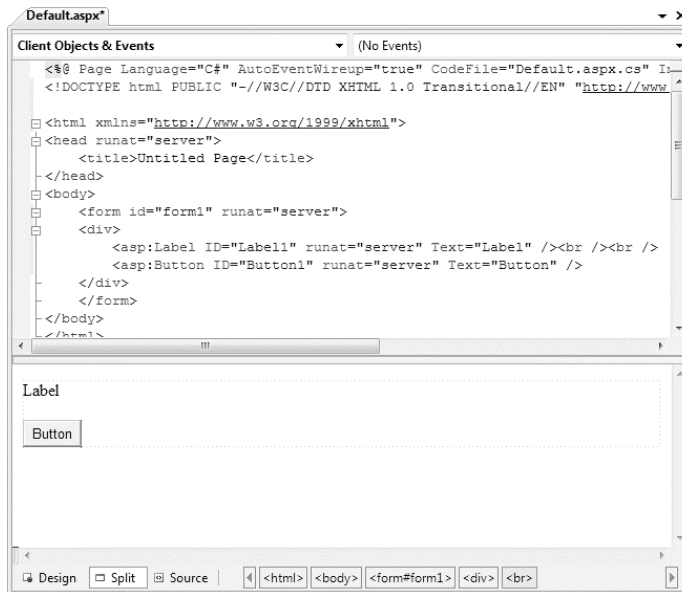 Default.aspx*
Client Objects & Events (No Events)
<%@ Page Language="C#" AutoEventWireup="true" CodeFile="Default.aspx.cs"
<!DOCTYPE html PUBLIC "-//W3C//DTD XHTML 1.0 Transitional//EN" "http://www
<html xmlns="http://www.w3.org/1999/xhtml">
<head runat="server">
<title>Untitled Page</title>
</head>
<body>
<form id="form1" runat="server">
<div>
<asp:Label ID="Label1" runat="server" Text="Label" /><br /><br />
<asp:Button ID="Button1" runat="server" Text="Button" />
</div>
</form>
</body>
</html>
Label
Button
Design Split Source <html> <body> <form#form1> <div> <br>